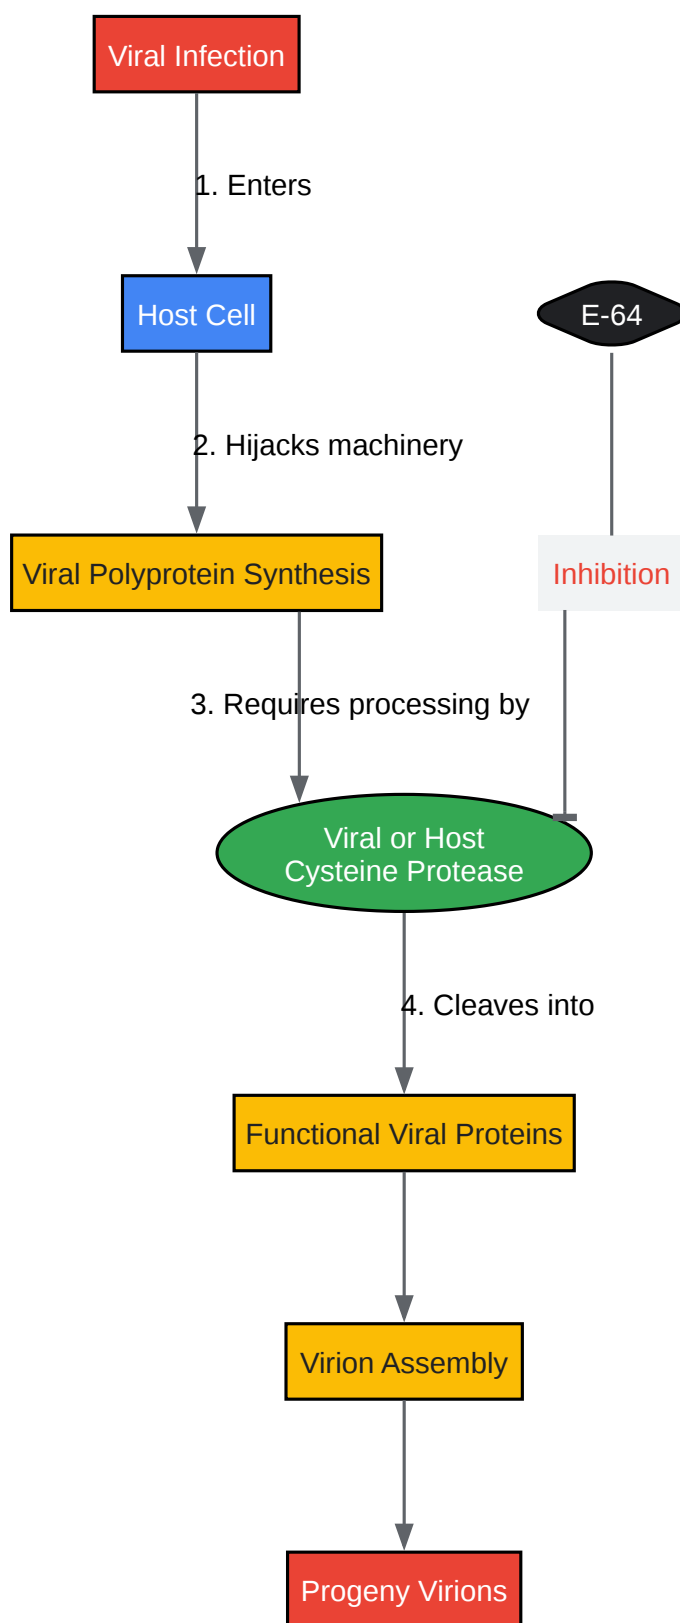 Viral Infection
1. Enters
Host Cell
E-64
2. Hijacks machinery
Viral Polyprotein Synthesis
Inhibition
3. Requires processing by
Viral or Host
Cysteine Protease
4. Cleaves into
Functional Viral Proteins
Virion Assembly
Progeny Virions